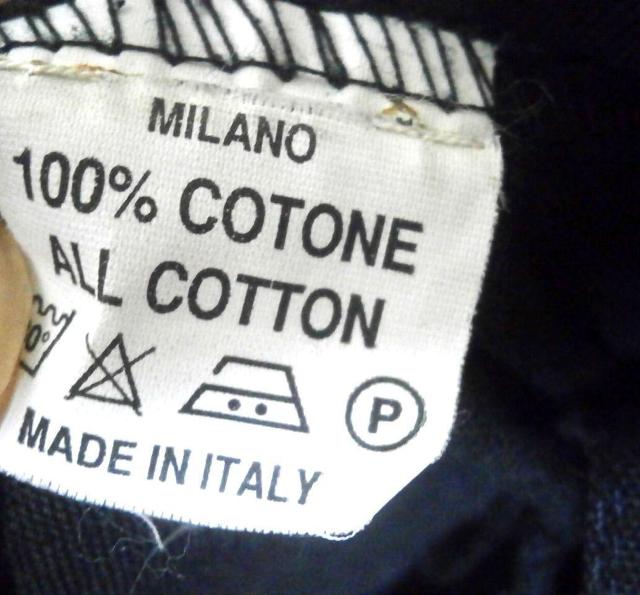 MILANO
100% COTONE
ALL COTTON
P
MADE IN ITALY